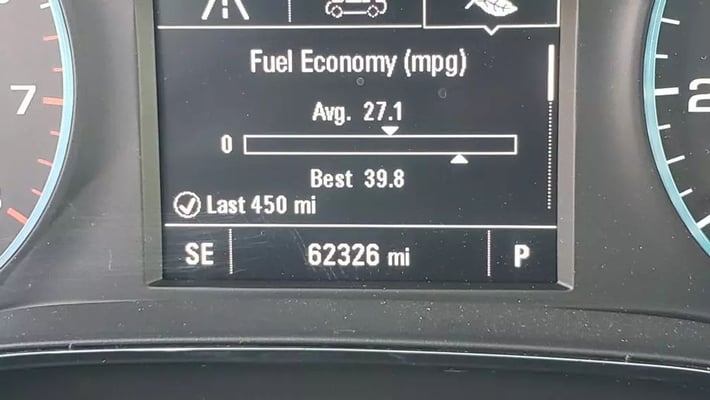 Fuel Economy (mpg)
Avg. 27.1
7
0
2
Best 39.8
Last 450 mi
SE 62326 mi P